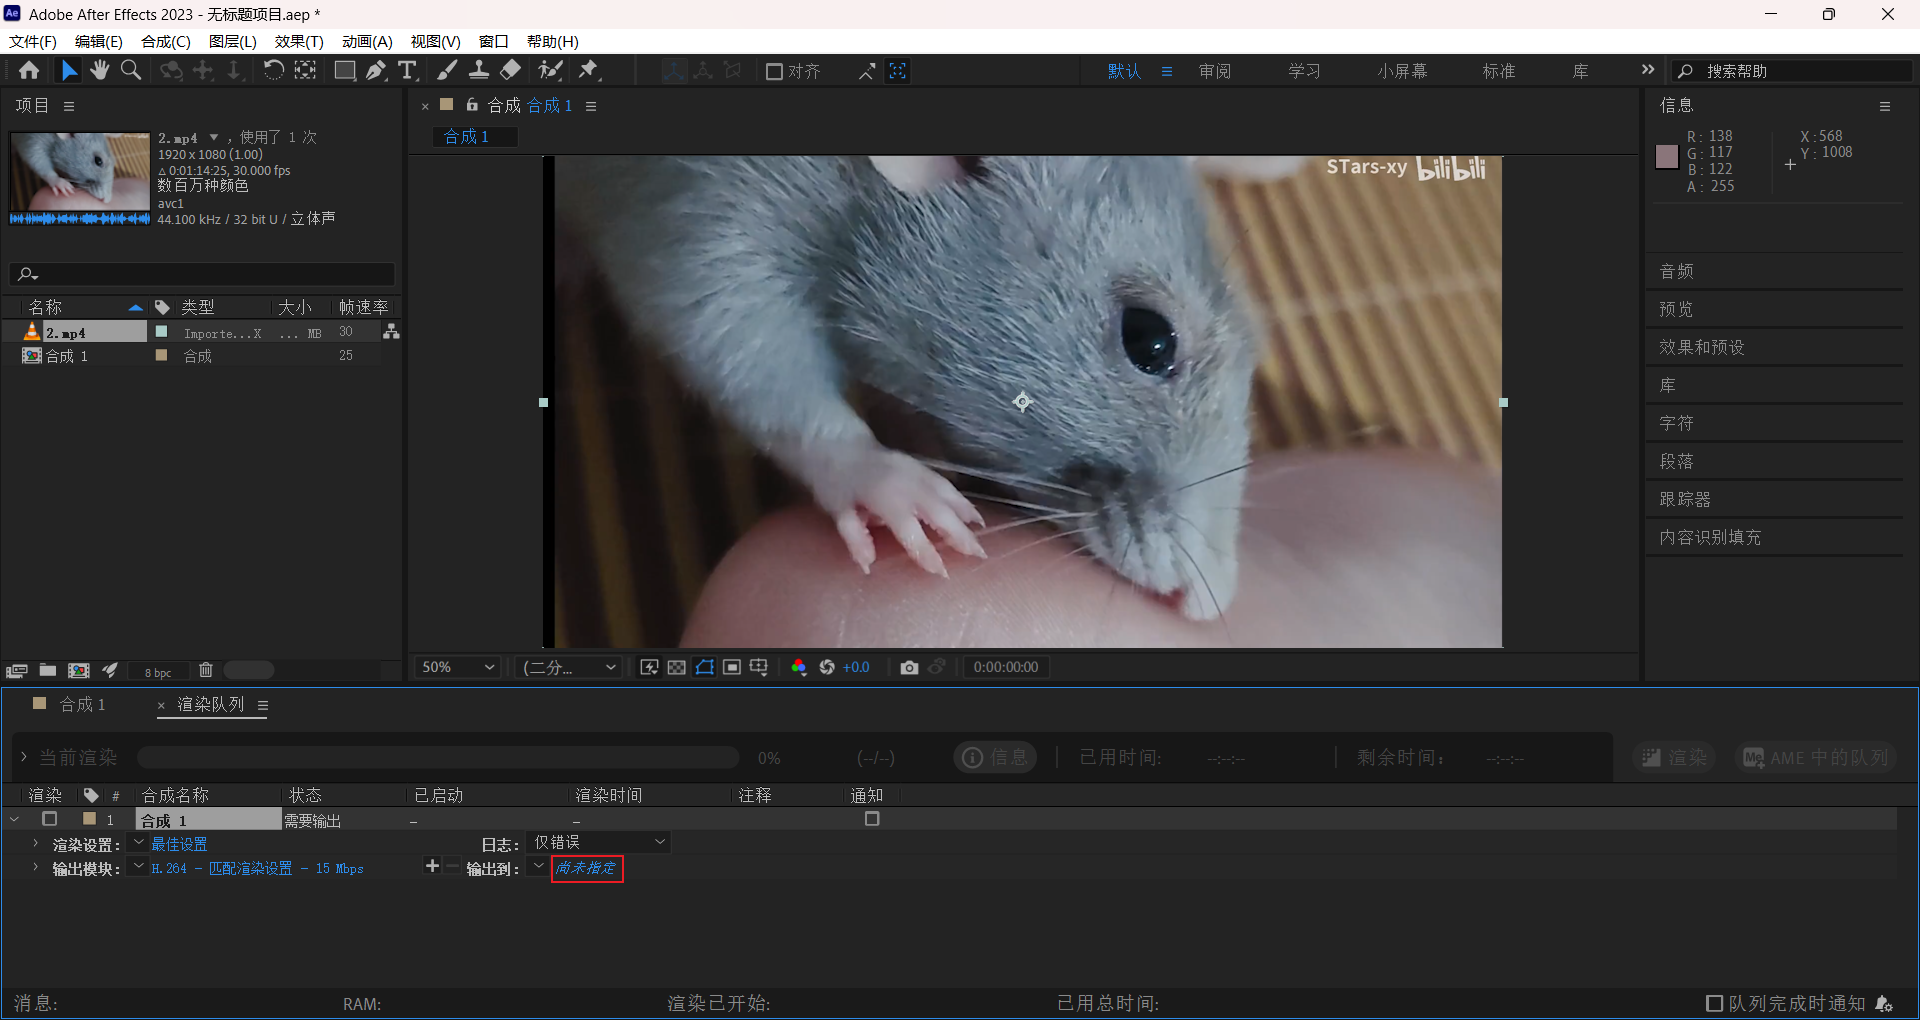 Ae Adobe After Effects 2023 - 无标题项目.aep *
文件(F) 编辑(E) 合成(C) 图层(L) 效果(T) 动画(A) 视图(V) 窗口 帮助(H)
对齐 默认 审阅 学习 小屏幕 标准 库 搜索帮助
项目
2.mp4 ，使用了 1 次
1920 x 1080 (1.00)
△ 0:01:14:25, 30.000 fps
数百万种颜色
avc1
44.100 kHz / 32 bit U / 立体声
名称 类型 大小 帧速率
2.mp4 Importe...X ... MB 30
合成 1 合成 25
8 bpc
合成 合成 1
合成 1
STars-xy bilibili
50% (二分... +0.0 0:00:00:00
信息
R: 138 X: 568
G: 117 Y: 1008
B: 122
A: 255
音频
预览
效果和预设
库
字符
段落
跟踪器
内容识别填充
合成 1 × 渲染队列
当前渲染 0% (--/--) 信息 已用时间: --:--:-- 剩余时间: --:--:-- 渲染 AME 中的队列
渲染 # 合成名称 状态 已启动 渲染时间 注释 通知
1 合成 1 需要输出 – –
渲染设置: 最佳设置 日志: 仅错误
输出模块: H.264 - 匹配渲染设置 - 15 Mbps + 输出到: 尚未指定
消息: RAM: 渲染已开始: 已用总时间: 队列完成时通知